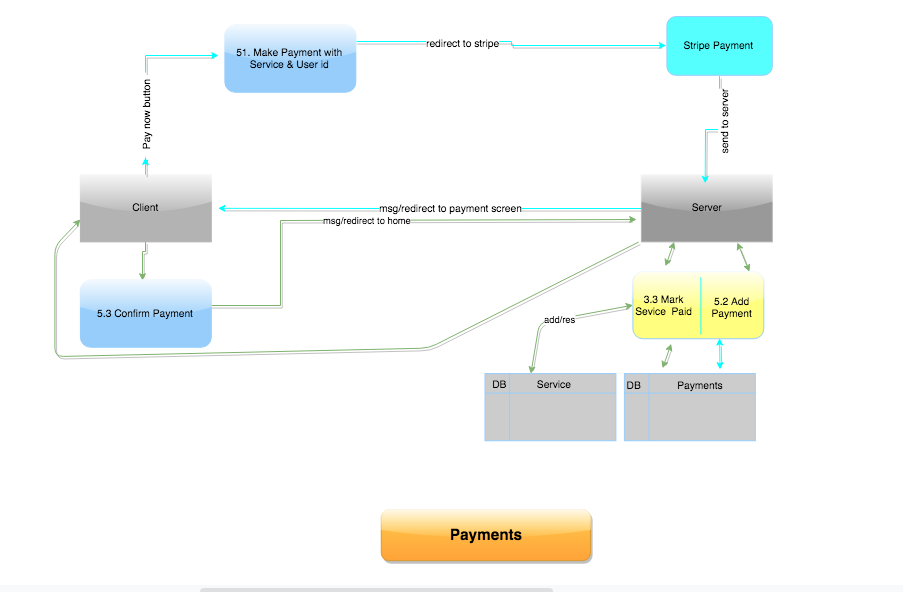 51. Make Payment with
Service & User id
redirect to stripe
Stripe Payment
Pay now button
send to server
Client
msg/redirect to payment screen
msg/redirect to home
Server
5.3 Confirm Payment
3.3 Mark
Sevice Paid
5.2 Add
Payment
add/res
DB Service
DB Payments
Payments